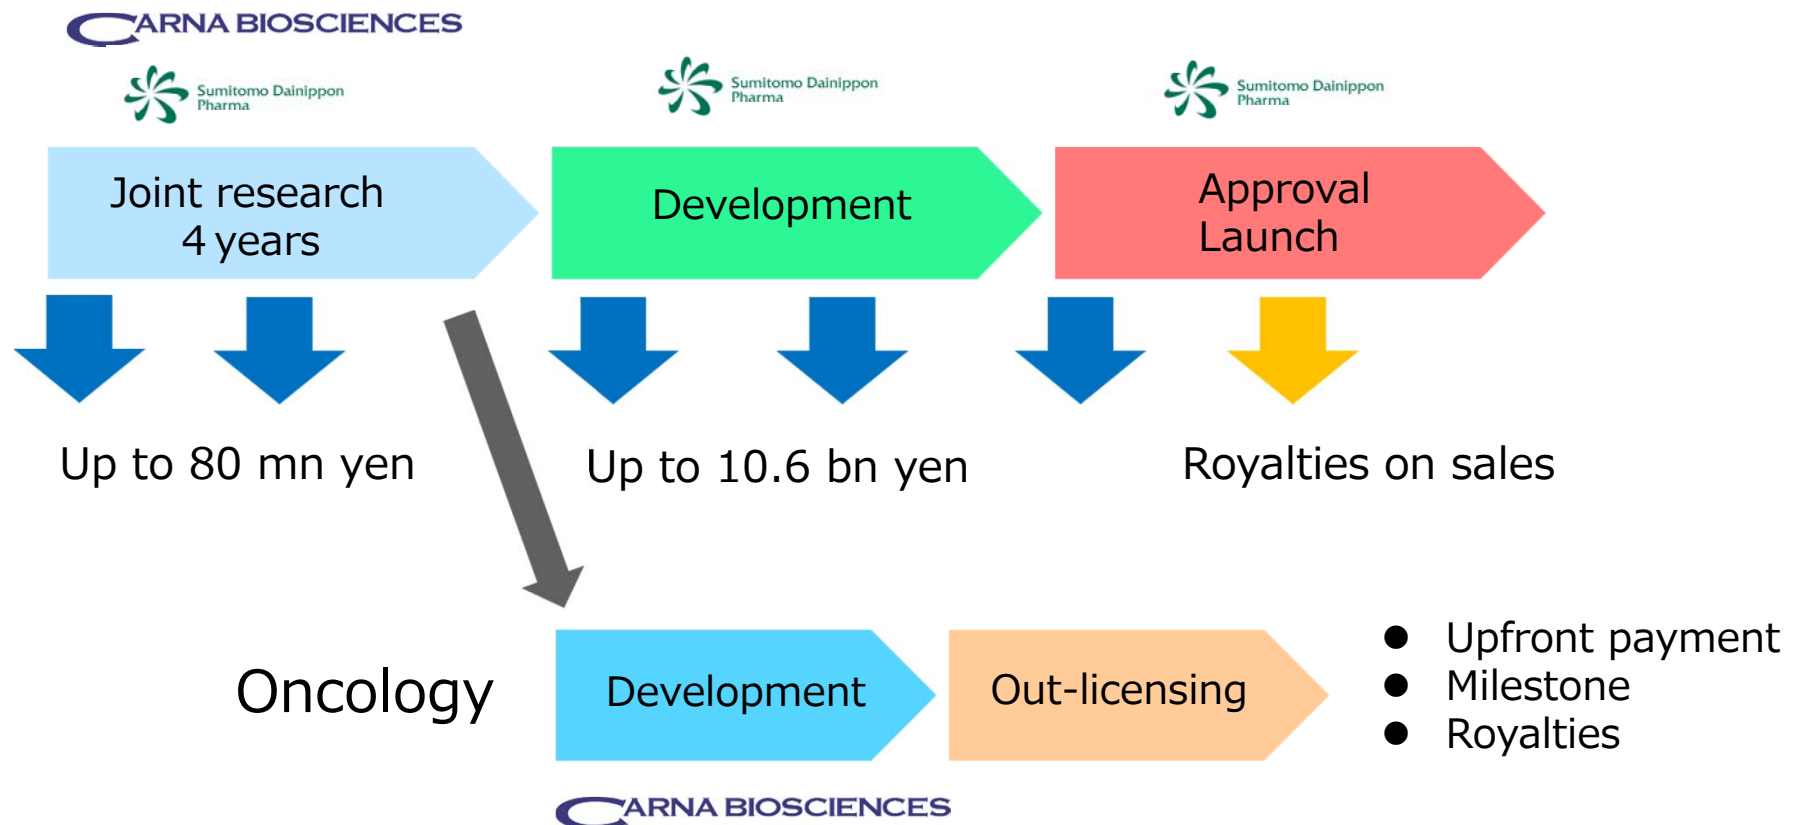 CARNA BIOSCIENCES
Sumitomo Dainippon
Pharma
Sumitomo Dainippon
Pharma
Sumitomo Dainippon
Pharma
Joint research
4 years
Development
Approval
Launch
Up to 80 mn yen
Up to 10.6 bn yen
Royalties on sales
Oncology
Development
Out-licensing
● Upfront payment
● Milestone
● Royalties
CARNA BIOSCIENCES